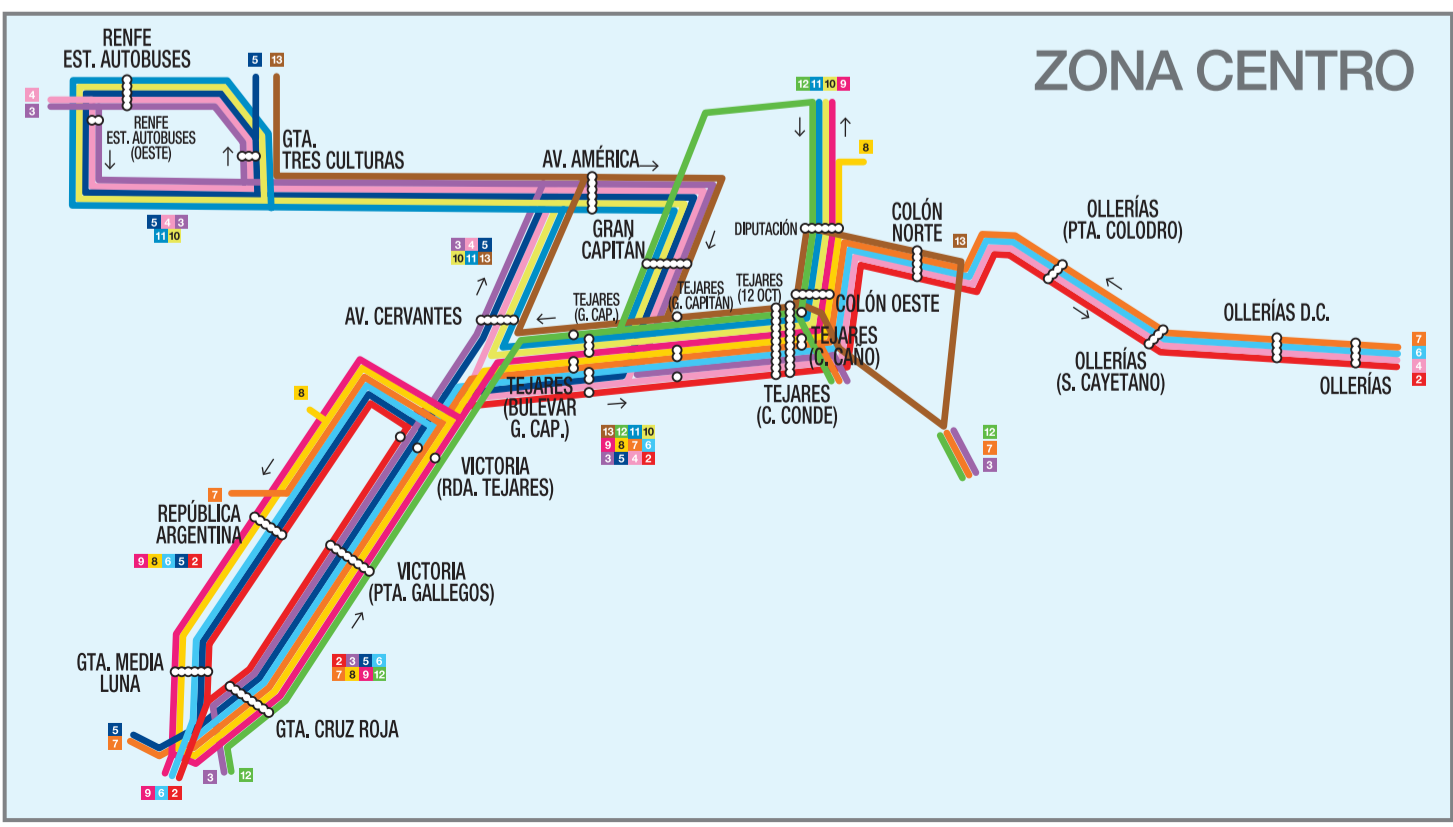 ZONA CENTRO
RENFE
EST. AUTOBUSES
5 13
4
3
RENFE
EST. AUTOBUSES
(OESTE)
GTA.
TRES CULTURAS
AV. AMÉRICA
12 11 10 9
8
5 4 3
11 10
3 4 5
10 11 13
GRAN
CAPITÁN
DIPUTACIÓN
COLÓN
NORTE
13
OLLERÍAS
(PTA. COLODRO)
AV. CERVANTES
TEJARES
(G. CAP.)
TEJARES
(G. CAPITÁN)
TEJARES
(12 OCT)
COLÓN OESTE
TEJARES
(C. CAÑO)
OLLERÍAS D.C.
7
6
4
2
OLLERÍAS
(S. CAYETANO)
OLLERÍAS
TEJARES
(BULEVAR
G. CAP.)
TEJARES
(C. CONDE)
8
13 12 11 10
9 8 7 6
3 5 4 2
12
7
3
VICTORIA
(RDA. TEJARES)
7
REPÚBLICA
ARGENTINA
9 8 6 5 2
VICTORIA
(PTA. GALLEGOS)
2 3 5 6
7 8 9 12
GTA. MEDIA
LUNA
GTA. CRUZ ROJA
5
7
3
12
9 6 2